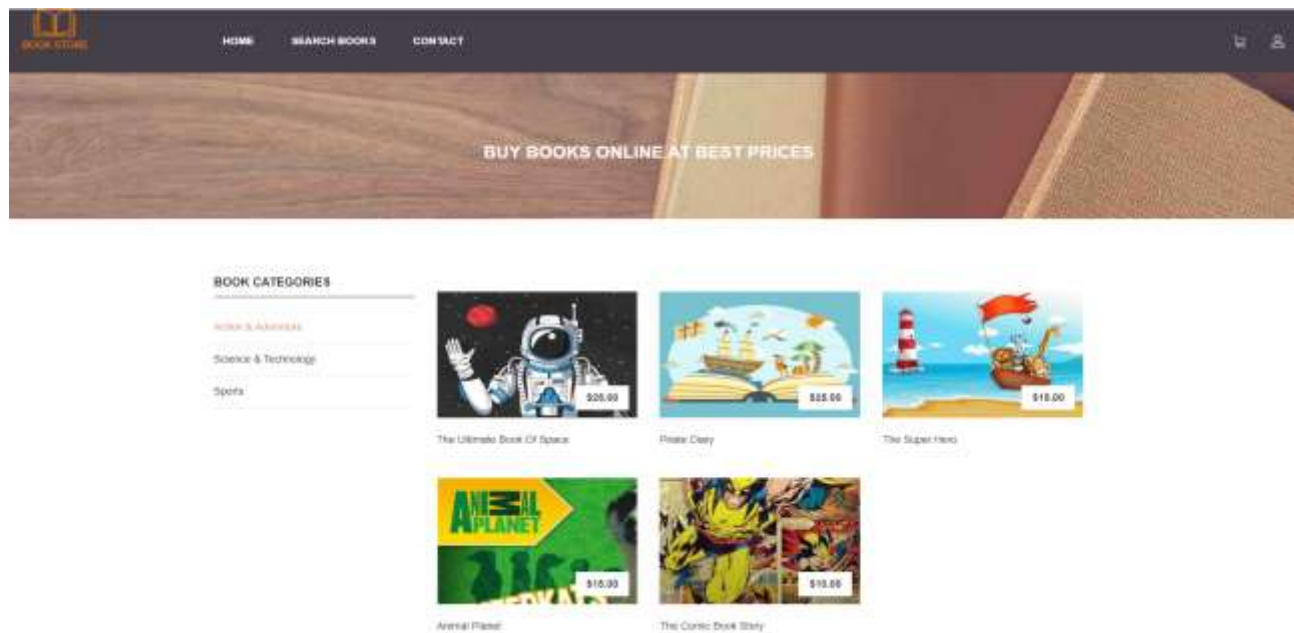 BOOK STORE
HOME SEARCH BOOKS CONTACT
BUY BOOKS ONLINE AT BEST PRICES
BOOK CATEGORIES
Action & Adventure
Science & Technology
Sports
$25.00
The Ultimate Book Of Space
$25.00
Pirate Diary
$15.00
The Super Hero
ANIMAL
PLANET
$15.00
Animal Planet
$10.00
The Comic Book Story